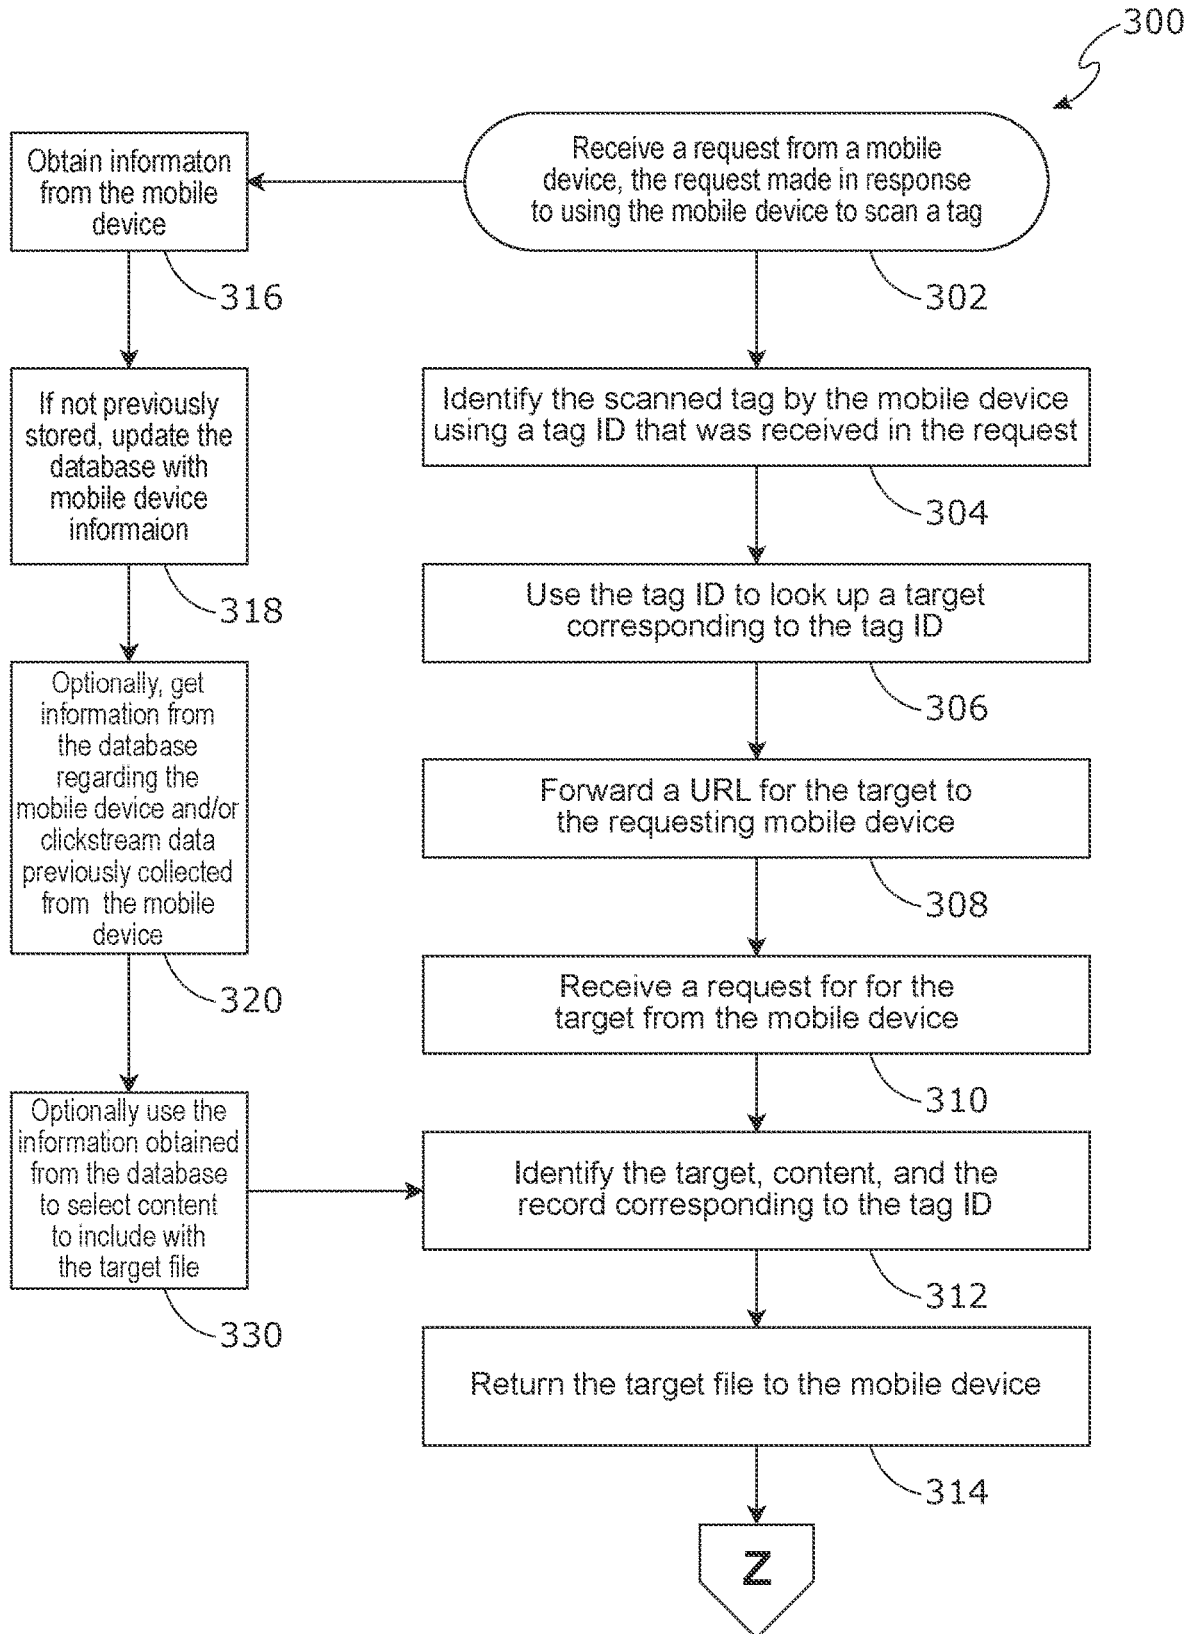 300
Receive a request from a mobile
device, the request made in response
to using the mobile device to scan a tag
302
Obtain informaton
from the mobile
device
316
If not previously
stored, update the
database with
mobile device
informaion
318
Optionally, get
information from
the database
regarding the
mobile device and/or
clickstream data
previously collected
from the mobile
device
320
Optionally use the
information obtained
from the database
to select content
to include with
the target file
330
Identify the scanned tag by the mobile device
using a tag ID that was received in the request
304
Use the tag ID to look up a target
corresponding to the tag ID
306
Forward a URL for the target to
the requesting mobile device
308
Receive a request for for the
target from the mobile device
310
Identify the target, content, and the
record corresponding to the tag ID
312
Return the target file to the mobile device
314
Z